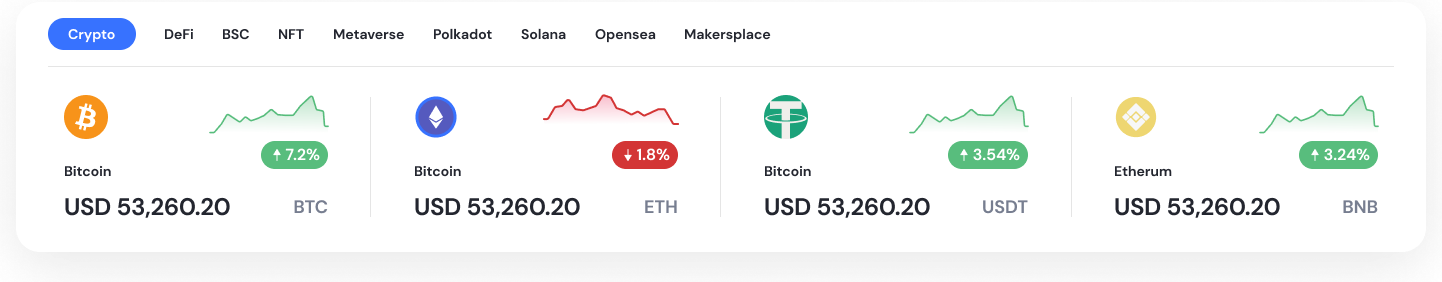 Crypto DeFi BSC NFT Metaverse Polkadot Solana Opensea Makersplace
7.2%
Bitcoin
USD 53,260.20 BTC
1.8%
Bitcoin
USD 53,260.20 ETH
3.54%
Bitcoin
USD 53,260.20 USDT
3.24%
Etherum
USD 53,260.20 BNB